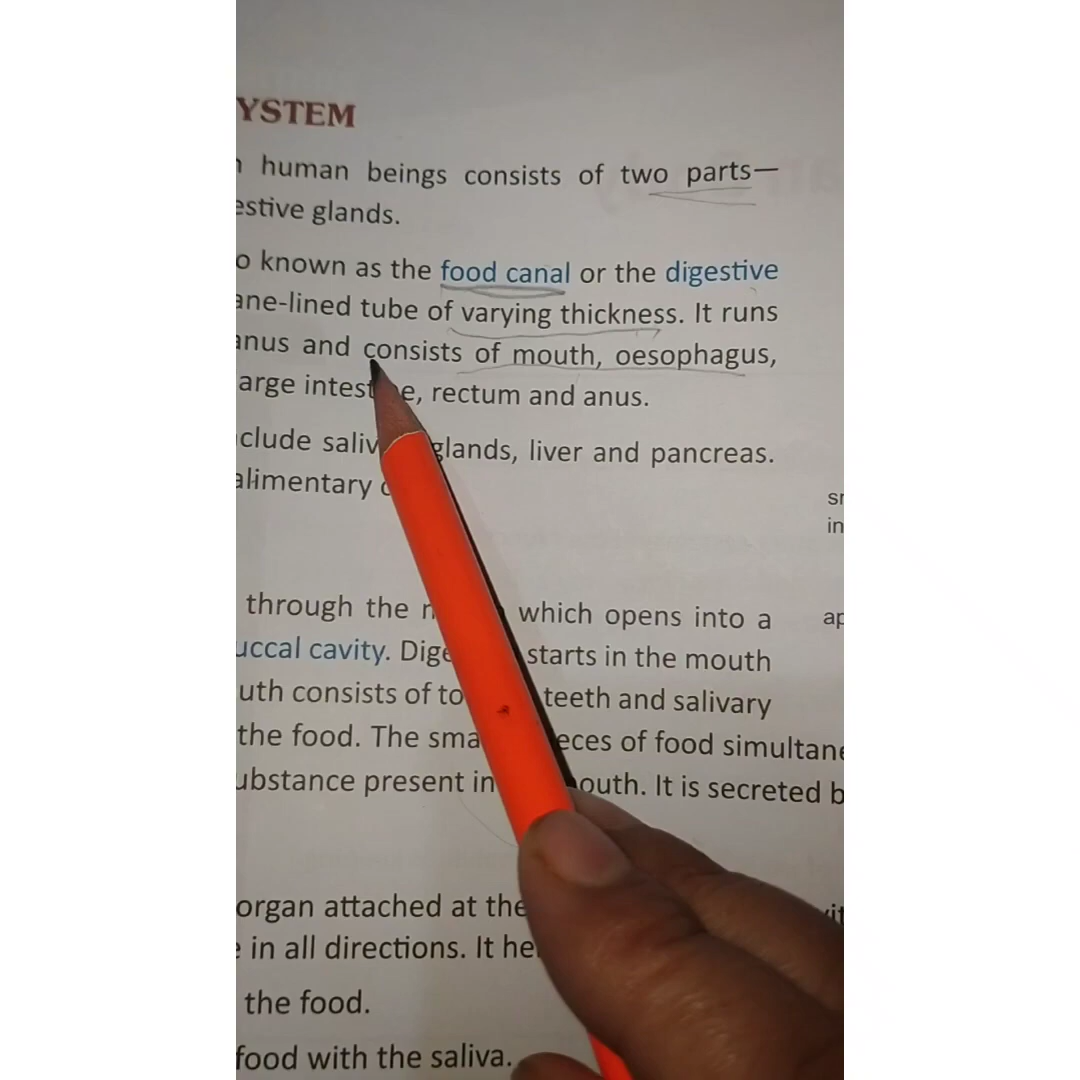 YSTEM
human beings consists of two parts—
estive glands.
o known as the food canal or the digestive
ane-lined tube of varying thickness. It runs
anus and consists of mouth, oesophagus,
arge intest e, rectum and anus.
clude saliv glands, liver and pancreas.
alimentary
through the which opens into a
uccal cavity. Dige starts in the mouth
uth consists of to teeth and salivary
the food. The sma eces of food simultane
ubstance present in outh. It is secreted b
organ attached at the
in all directions. It he
the food.
food with the saliva.
sr
in
ap